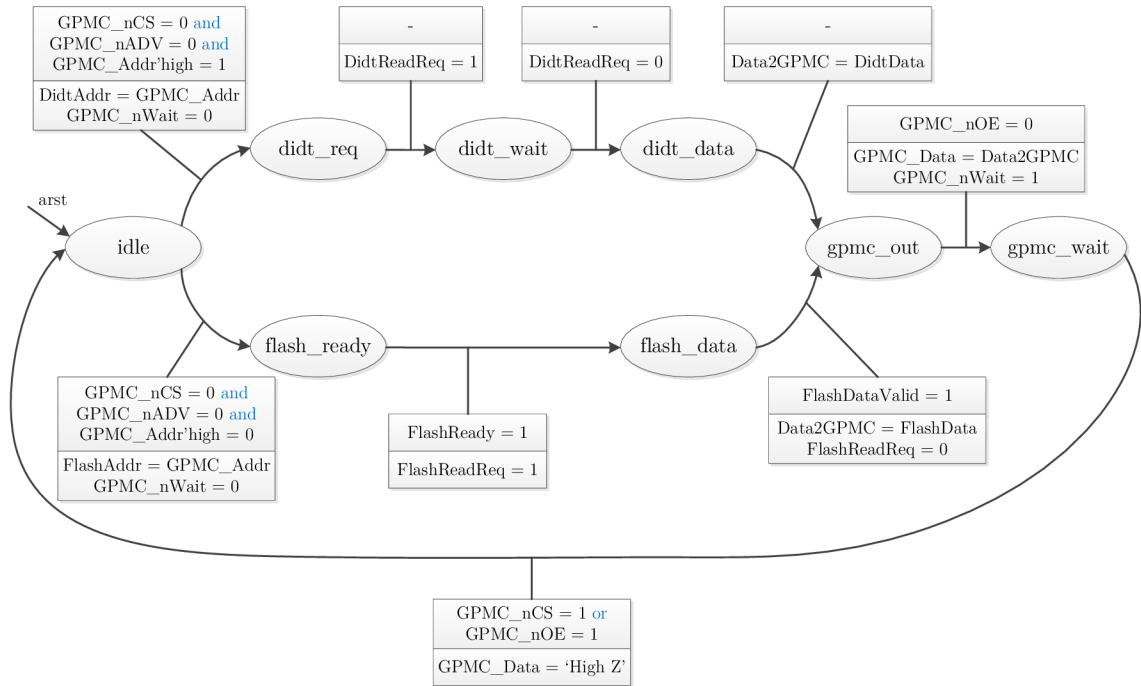 GPMC_nCS = 0 and
GPMC_nADV = 0 and
GPMC_Addr'high = 1
DidtAddr = GPMC_Addr
GPMC_nWait = 0
-
DidtReadReq = 1
-
DidtReadReq = 0
-
Data2GPMC = DidtData
GPMC_nOE = 0
GPMC_Data = Data2GPMC
GPMC_nWait = 1
didt_req
didt_wait
didt_data
arst
idle
gpmc_out
gpmc_wait
flash_ready
flash_data
GPMC_nCS = 0 and
GPMC_nADV = 0 and
GPMC_Addr'high = 0
FlashAddr = GPMC_Addr
GPMC_nWait = 0
FlashReady = 1
FlashReadReq = 1
FlashDataValid = 1
Data2GPMC = FlashData
FlashReadReq = 0
GPMC_nCS = 1 or
GPMC_nOE = 1
GPMC_Data = ‘High Z’